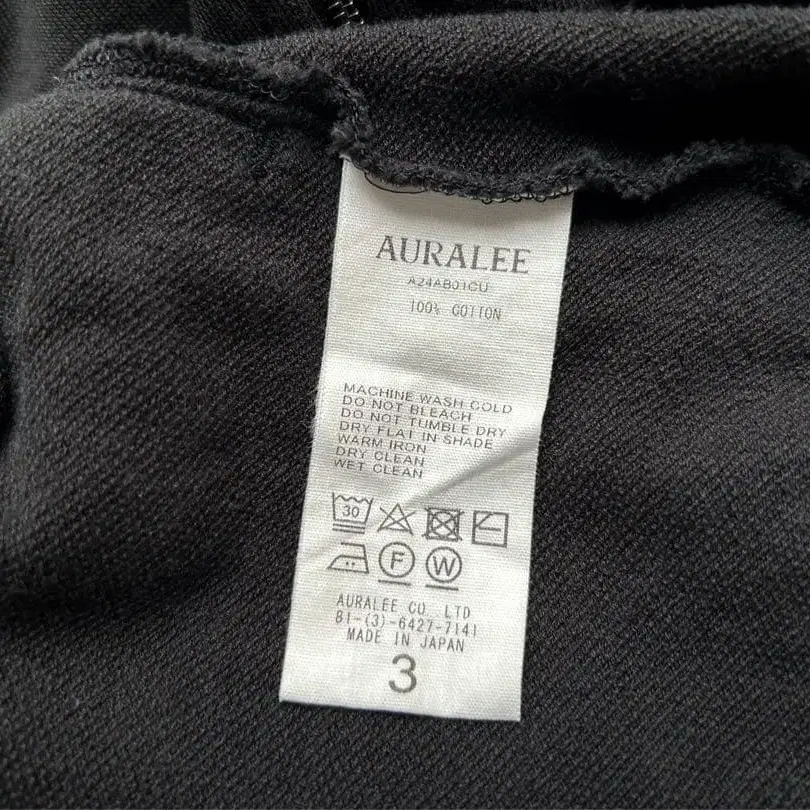 AURALEE
A24AB01CU
100% COTTON
MACHINE WASH COLD
DO NOT BLEACH
DO NOT TUMBLE DRY
DRY FLAT IN SHADE
WARM IRON
DRY CLEAN
WET CLEAN
30
F W
AURALEE CO.,LTD
81-(3)-6427-7141
MADE IN JAPAN
3